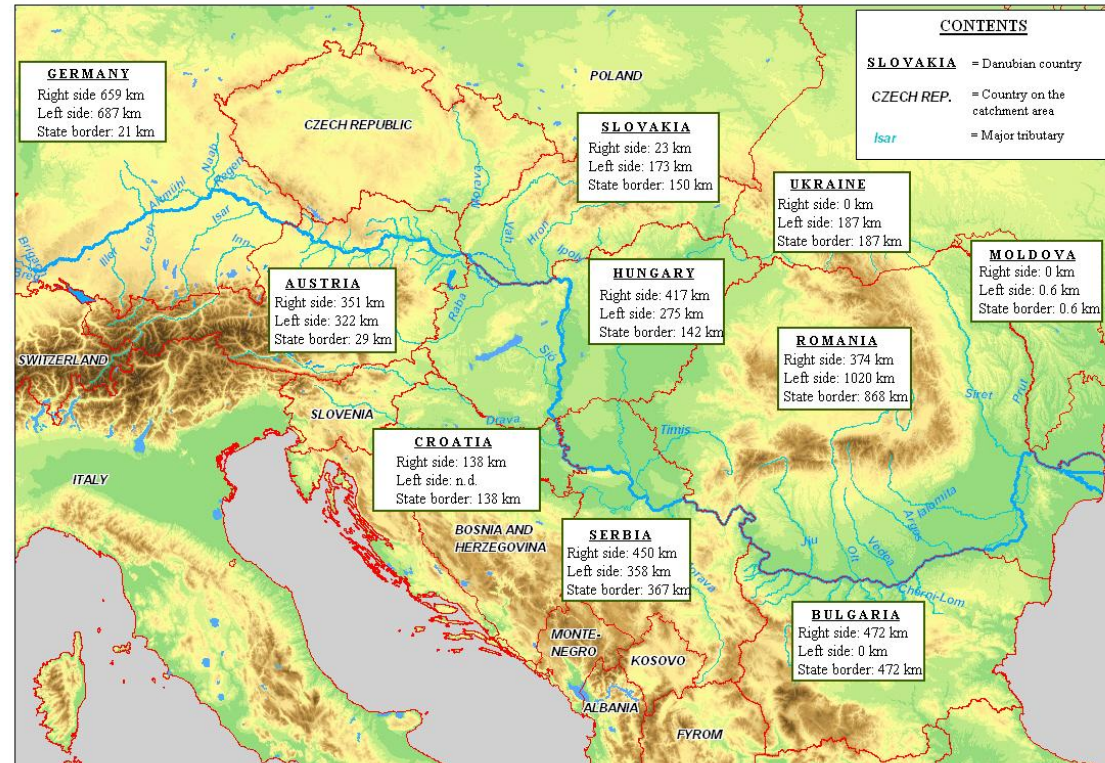 CONTENTS
SLOVAKIA = Danubian country
CZECH REP. = Country on the
catchment area
Isar = Major tributary
GERMANY
Right side 659 km
Left side: 687 km
State border: 21 km
POLAND
CZECH REPUBLIC
SLOVAKIA
Right side: 23 km
Left side: 173 km
State border: 150 km
UKRAINE
Right side: 0 km
Left side: 187 km
State border: 187 km
MOLDOVA
Right side: 0 km
Left side: 0.6 km
State border: 0.6 km
Naab
Regen
Altmühl
Isar
Lech
Iller
Inn
Brigach
Breg
Morava
Vah
Hron
Ipoly
AUSTRIA
Right side: 351 km
Left side: 322 km
State border: 29 km
Raba
HUNGARY
Right side: 417 km
Left side: 275 km
State border: 142 km
ROMANIA
Right side: 374 km
Left side: 1020 km
State border: 868 km
SWITZERLAND
Sió
Siret
Prut
SLOVENIA
Drava
Timis
CROATIA
Right side: 138 km
Left side: n.d.
State border: 138 km
ITALY
BOSNIA AND
HERZEGOVINA
SERBIA
Right side: 450 km
Left side: 358 km
State border: 367 km
Morava
Jiu
Olt
Vedea
Arges
Ialomita
BULGARIA
Right side: 472 km
Left side: 0 km
State border: 472 km
MONTE-
NEGRO
KOSOVO
ALBANIA
FYROM